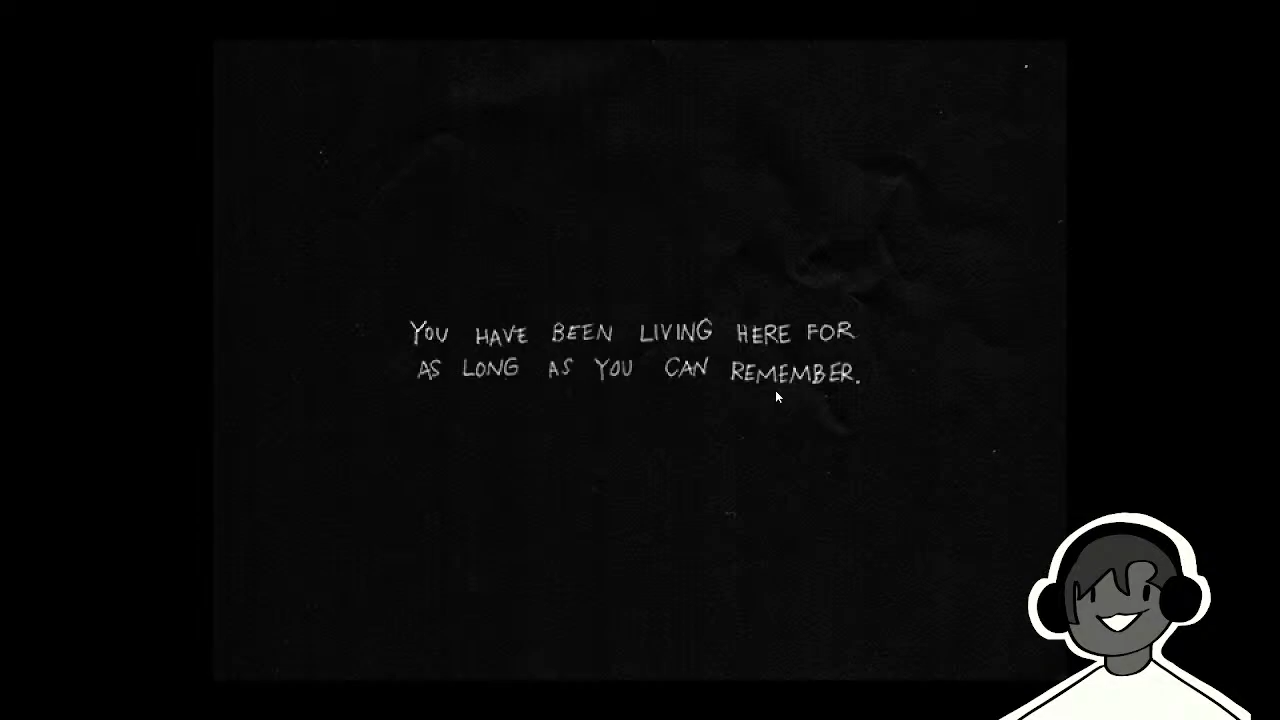 YOU HAVE BEEN LIVING HERE FOR
AS LONG AS YOU CAN REMEMBER.